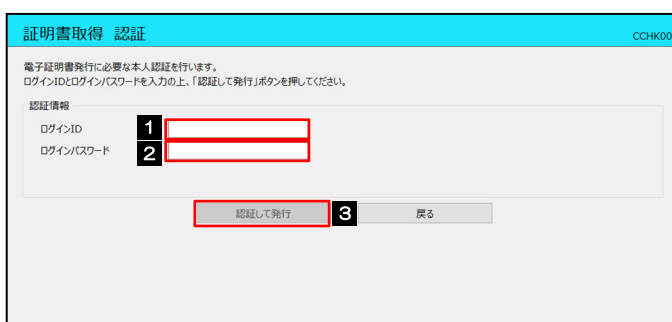 証明書取得 認証
CCHK00
電子証明書発行に必要な本人認証を行います。
ログインIDとログインパスワードを入力の上、「認証して発行」ボタンを押してください。
認証情報
ログインID 1
ログインパスワード 2
認証して発行 3 戻る